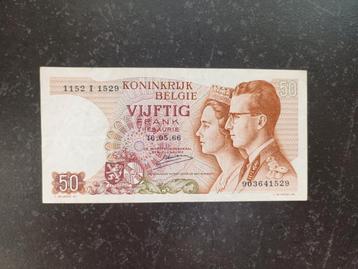 1152 I 1529
KONINKRIJK
BELGIE
50
VIJFTIG
FRANK
THESAURIE
16.05.66
50
903641529